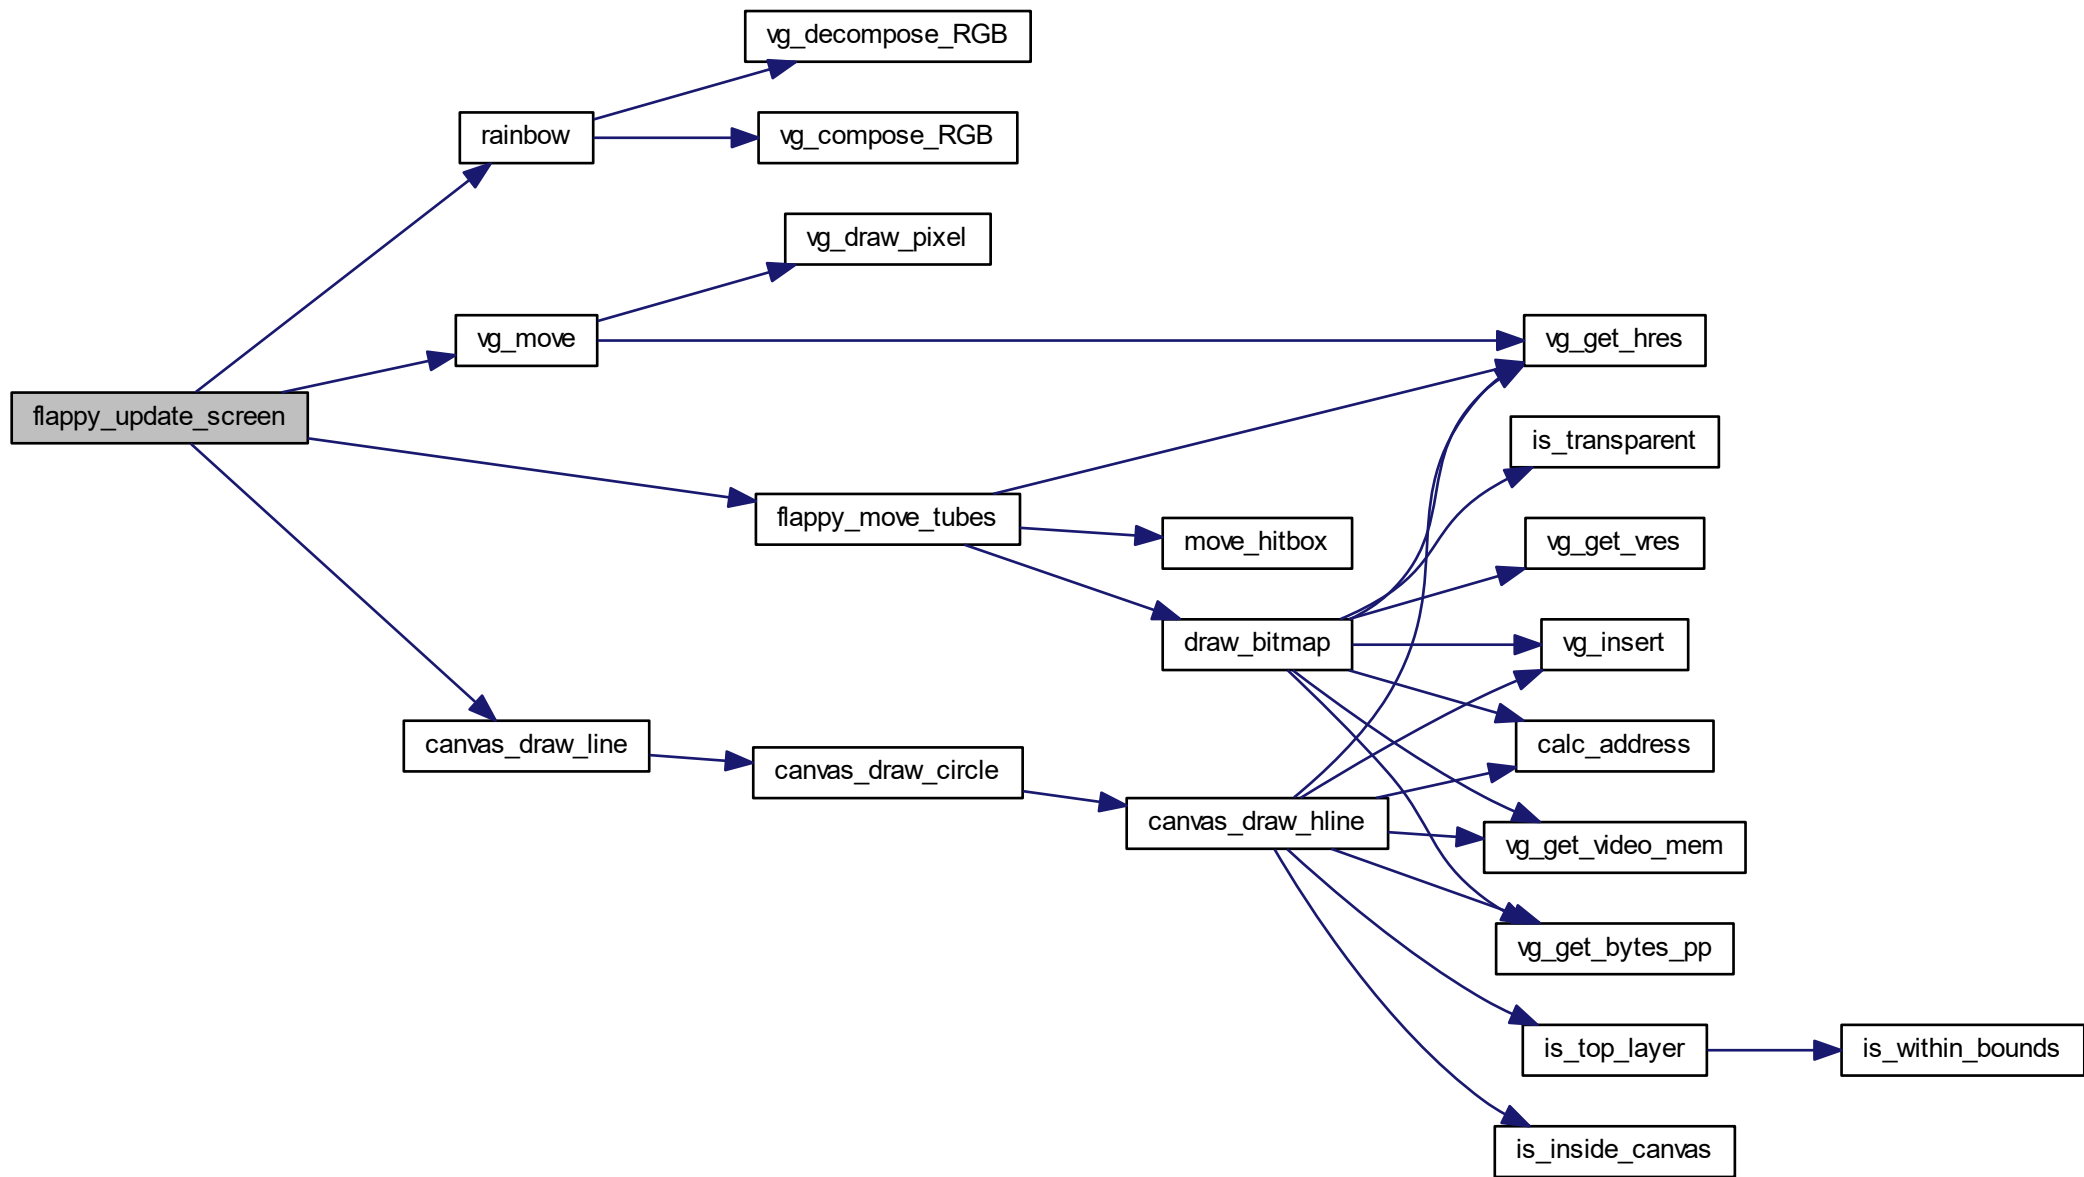 vg_decompose_RGB
rainbow
vg_compose_RGB
vg_draw_pixel
vg_move
vg_get_hres
flappy_update_screen
is_transparent
flappy_move_tubes
move_hitbox
vg_get_vres
draw_bitmap
vg_insert
canvas_draw_line
calc_address
canvas_draw_circle
canvas_draw_hline
vg_get_video_mem
vg_get_bytes_pp
is_top_layer
is_within_bounds
is_inside_canvas